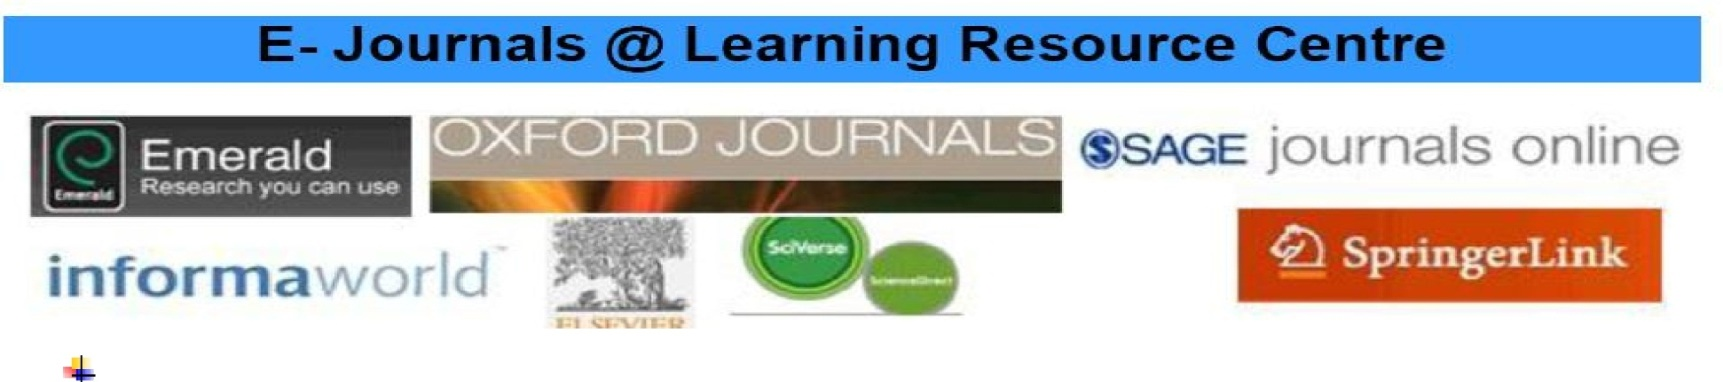 E- Journals @ Learning Resource Centre
Emerald
Research you can use
Emerald
OXFORD JOURNALS
SAGE journals online
informaworld™
ELSEVIER
SciVerse
ScienceDirect
SpringerLink